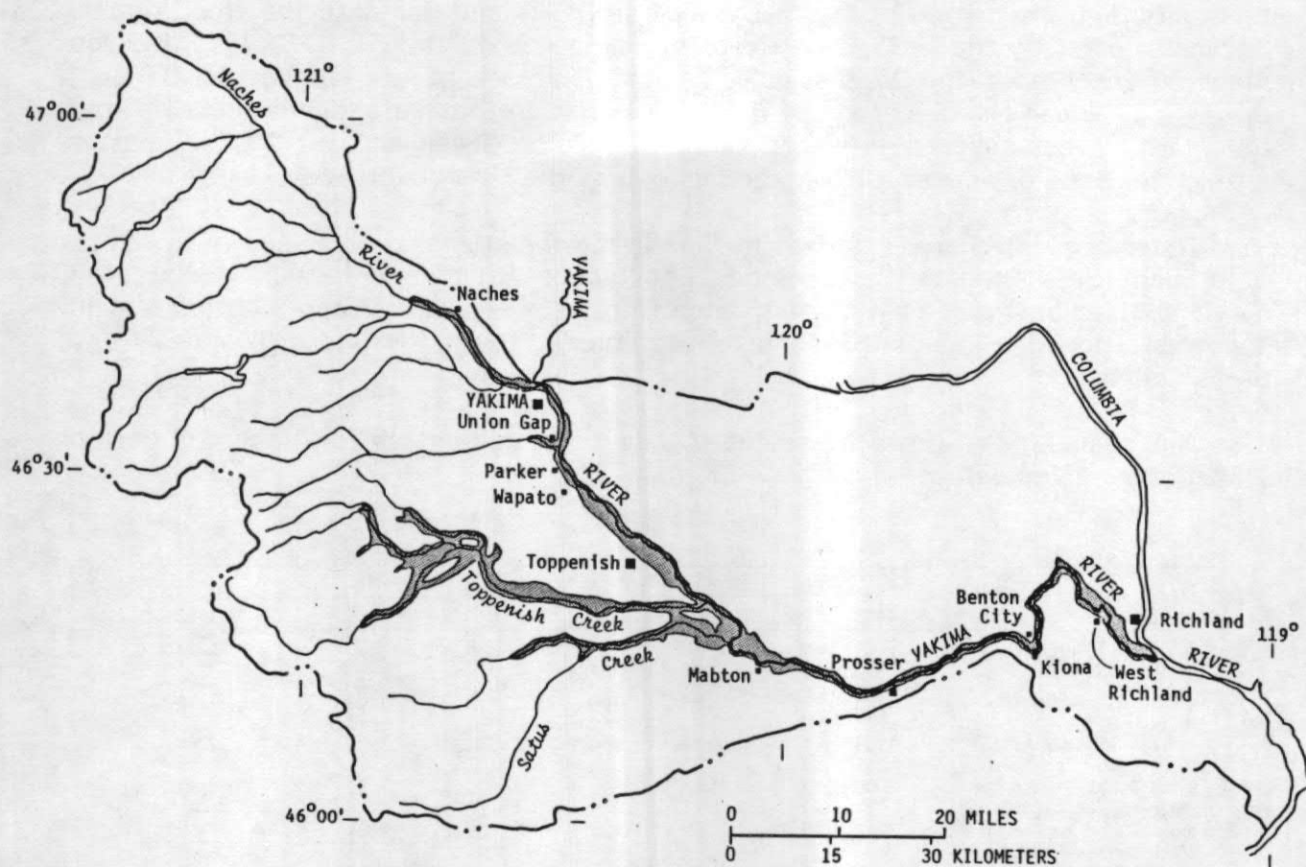 121°
Naches
47°00'
River
Naches
YAKIMA
120°
COLUMBIA
YAKIMA
Union Gap
46°30'
Parker
RIVER
Wapato
Toppenish
Toppenish
Creek
Creek
Satus
Mabton
Prosser
YAKIMA
Benton
City
Kiona
RIVER
West
Richland
Richland
RIVER
119°
46°00'
0 10 20 MILES
0 15 30 KILOMETERS